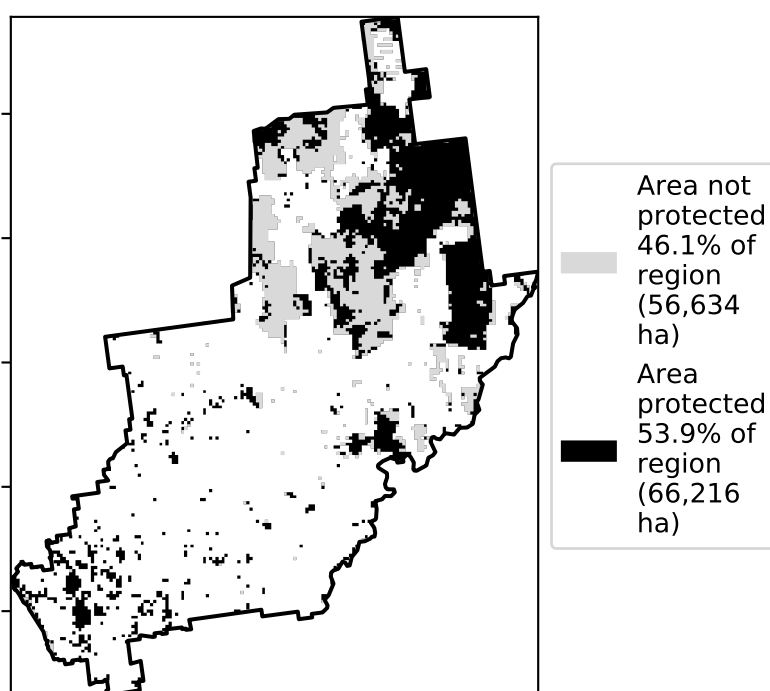 Area not
protected
46.1% of
region
(56,634
ha)
Area
protected
53.9% of
region
(66,216
ha)